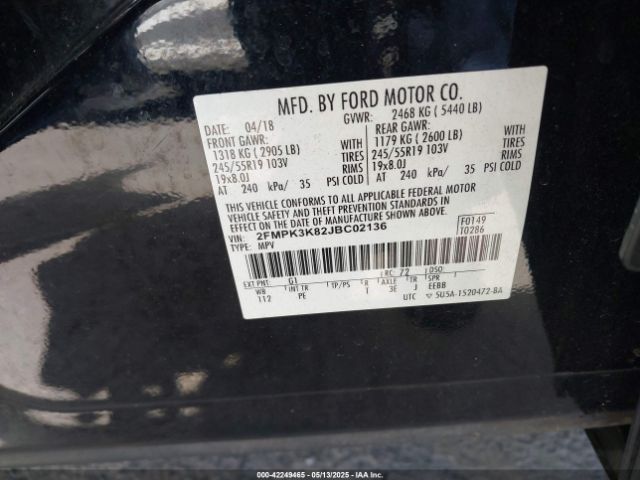 MFD. BY FORD MOTOR CO.
DATE: 04/18
GVWR: 2468 KG ( 5440 LB)
FRONT GAWR:
1318 KG ( 2905 LB)
245/55R19 103V TIRES
19x8.0J RIMS
AT 240 kPa/ 35 PSI COLD
REAR GAWR:
1179 KG ( 2600 LB) WITH
245/55R19 103V TIRES
19x8.0J RIMS
AT 240 kPa/ 35 PSI COLD
THIS VEHICLE CONFORMS TO ALL APPLICABLE FEDERAL MOTOR
VEHICLE SAFETY AND BUMPER STANDARDS IN EFFECT ON THE DATE OF
MANUFACTURE SHOWN ABOVE.
VIN: 2FMPK3K82JBC02136
TYPE: MPV
F0149
T0286
EXT PNT: G1 RC: 72 DSO:
WB INT TR TP/PS R AXLE TR SPR
112 PE T 3E J EEBB
UTC ▽ 5U5A-1520472-BA
000-42249465 05/13/2025 IAAI.COM